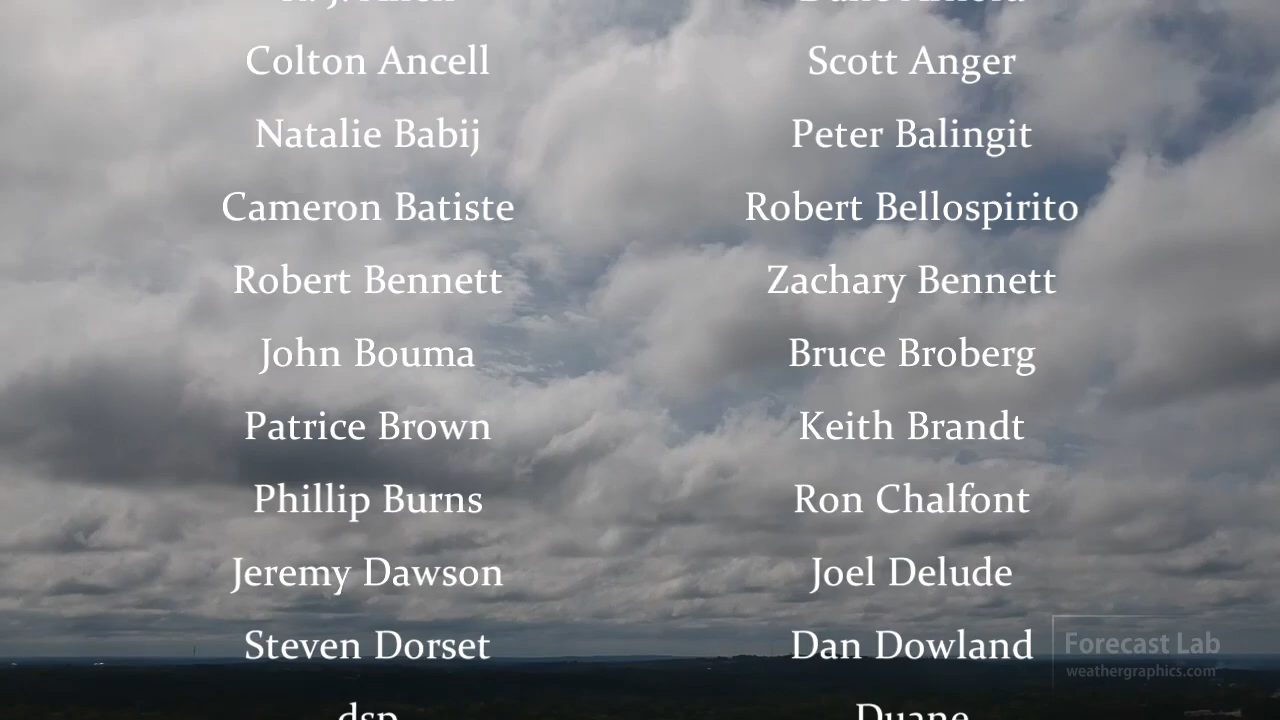 Colton Ancell Scott Anger
Natalie Babij Peter Balingit
Cameron Batiste Robert Bellospirito
Robert Bennett Zachary Bennett
John Bouma Bruce Broberg
Patrice Brown Keith Brandt
Phillip Burns Ron Chalfont
Jeremy Dawson Joel Delude
Steven Dorset Dan Dowland
Forecast Lab
weathergraphics.com
dsp Duane